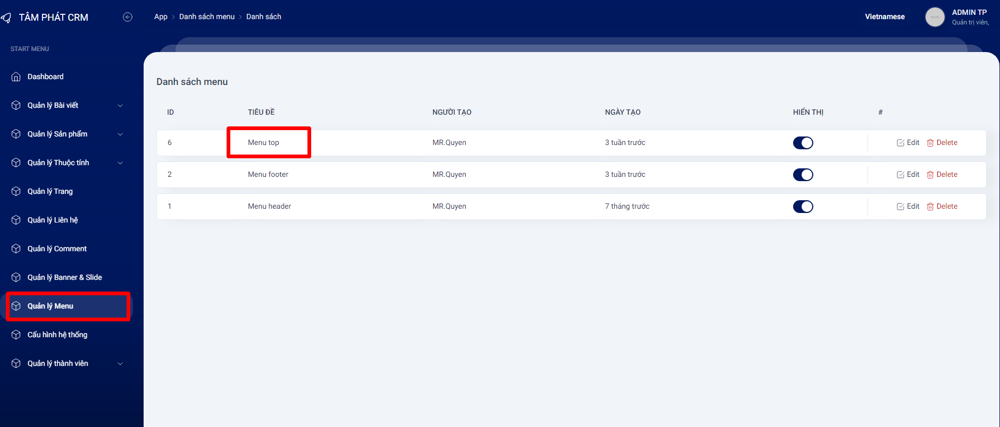 TÂM PHÁT CRM
App > Danh sách menu > Danh sách
Vietnamese
ADMIN TP
Quản trị viên,
START MENU
Dashboard
Quản lý Bài viết
Quản lý Sản phẩm
Quản lý Thuộc tính
Quản lý Trang
Quản lý Liên hệ
Quản lý Comment
Quản lý Banner & Slide
Quản lý Menu
Cấu hình hệ thống
Quản lý thành viên
Danh sách menu
ID TIÊU ĐỀ NGƯỜI TẠO NGÀY TẠO HIỂN THỊ #
6 Menu top MR.Quyen 3 tuần trước Edit Delete
2 Menu footer MR.Quyen 3 tuần trước Edit Delete
1 Menu header MR.Quyen 7 tháng trước Edit Delete